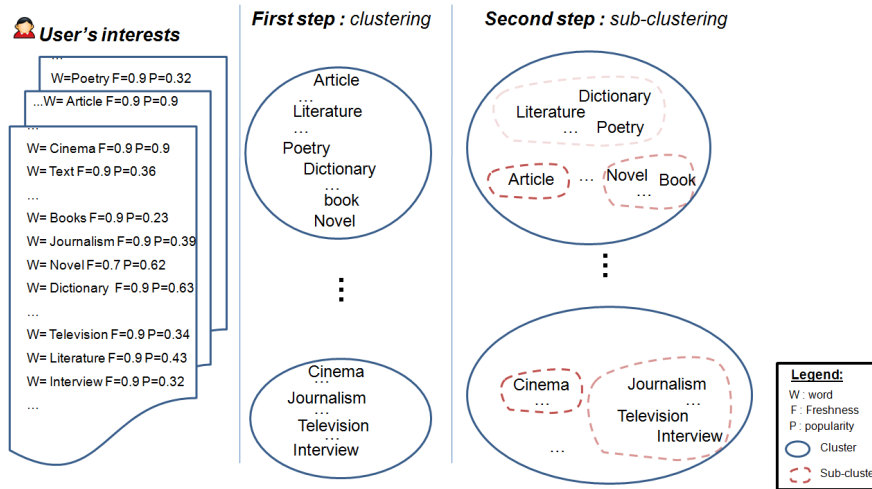 User's interests
...
W=Poetry F=0.9 P=0.32
...W= Article F=0.9 P=0.9
...
W= Cinema F=0.9 P=0.9
W= Text F=0.9 P=0.36
...
W= Books F=0.9 P=0.23
W= Journalism F=0.9 P=0.39
W= Novel F=0.7 P=0.62
W= Dictionary F=0.9 P=0.63
...
W= Television F=0.9 P=0.34
W= Literature F=0.9 P=0.43
W= Interview F=0.9 P=0.32
...
First step : clustering
Article
...
Literature
...
Poetry
Dictionary
...
book
Novel
Cinema
...
Journalism
...
Television
...
Interview
Second step : sub-clustering
Dictionary
Literature
... Poetry
Article ... Novel Book
...
Cinema
...
Journalism
...
Television
Interview
...
Legend:
W : word
F : Freshness
P : popularity
Cluster
Sub-cluste